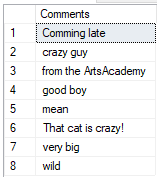 Comments
1 Comming late
2 crazy guy
3 from the ArtsAcademy
4 good boy
5 mean
6 That cat is crazy!
7 very big
8 wild